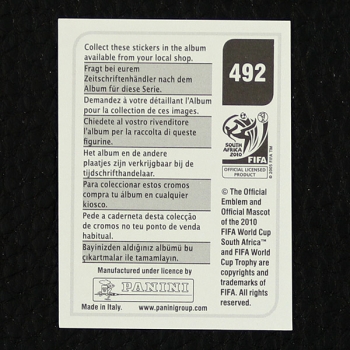 Collect these stickers in the album
available from your local shop.
Fragt bei eurem
Zeitschriftenhändler nach dem
Album für diese Serie.
Demandez à votre détaillant l'Album
pour la collection de ces images.
Chiedete al vostro rivenditore
l'album per la raccolta di queste
figurine.
Het album en de andere
plaatjes zijn verkrijgbaar bij de
tijdschrifthandelaar.
Para coleccionar estos cromos
compra tu álbum en cualquier
kiosco.
Pede a caderneta desta colecção
de cromos no teu ponto de venda
habitual.
Bayinizden aldığınız albümü bu
çıkartmalar ile tamamlayın.
Manufactured under licence by
PANINI
Made in Italy. www.paninigroup.com
492
SOUTH AFRICA
2010
FIFA
OFFICIAL LICENSED
PRODUCT
© The Official
Emblem and
Official Mascot
of the 2010
FIFA World Cup
South Africa™
and FIFA World
Cup Trophy are
copyrights and
trademarks of
FIFA. All rights
reserved.